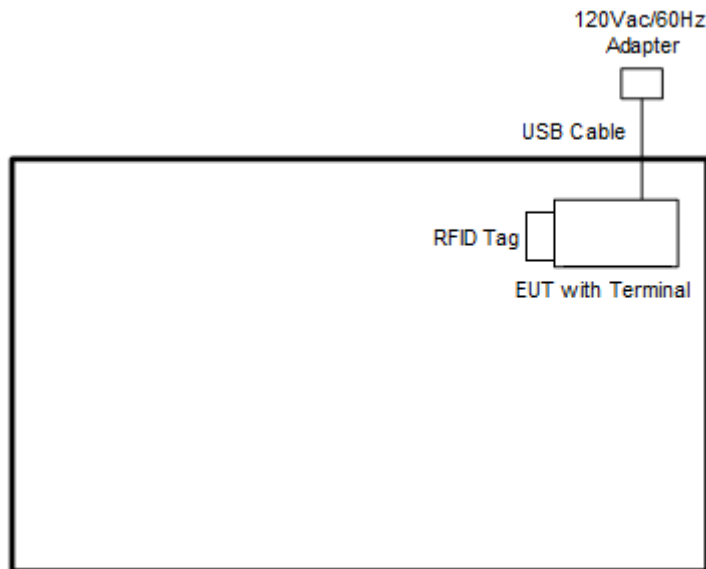 120Vac/60Hz
Adapter
USB Cable
RFID Tag
EUT with Terminal